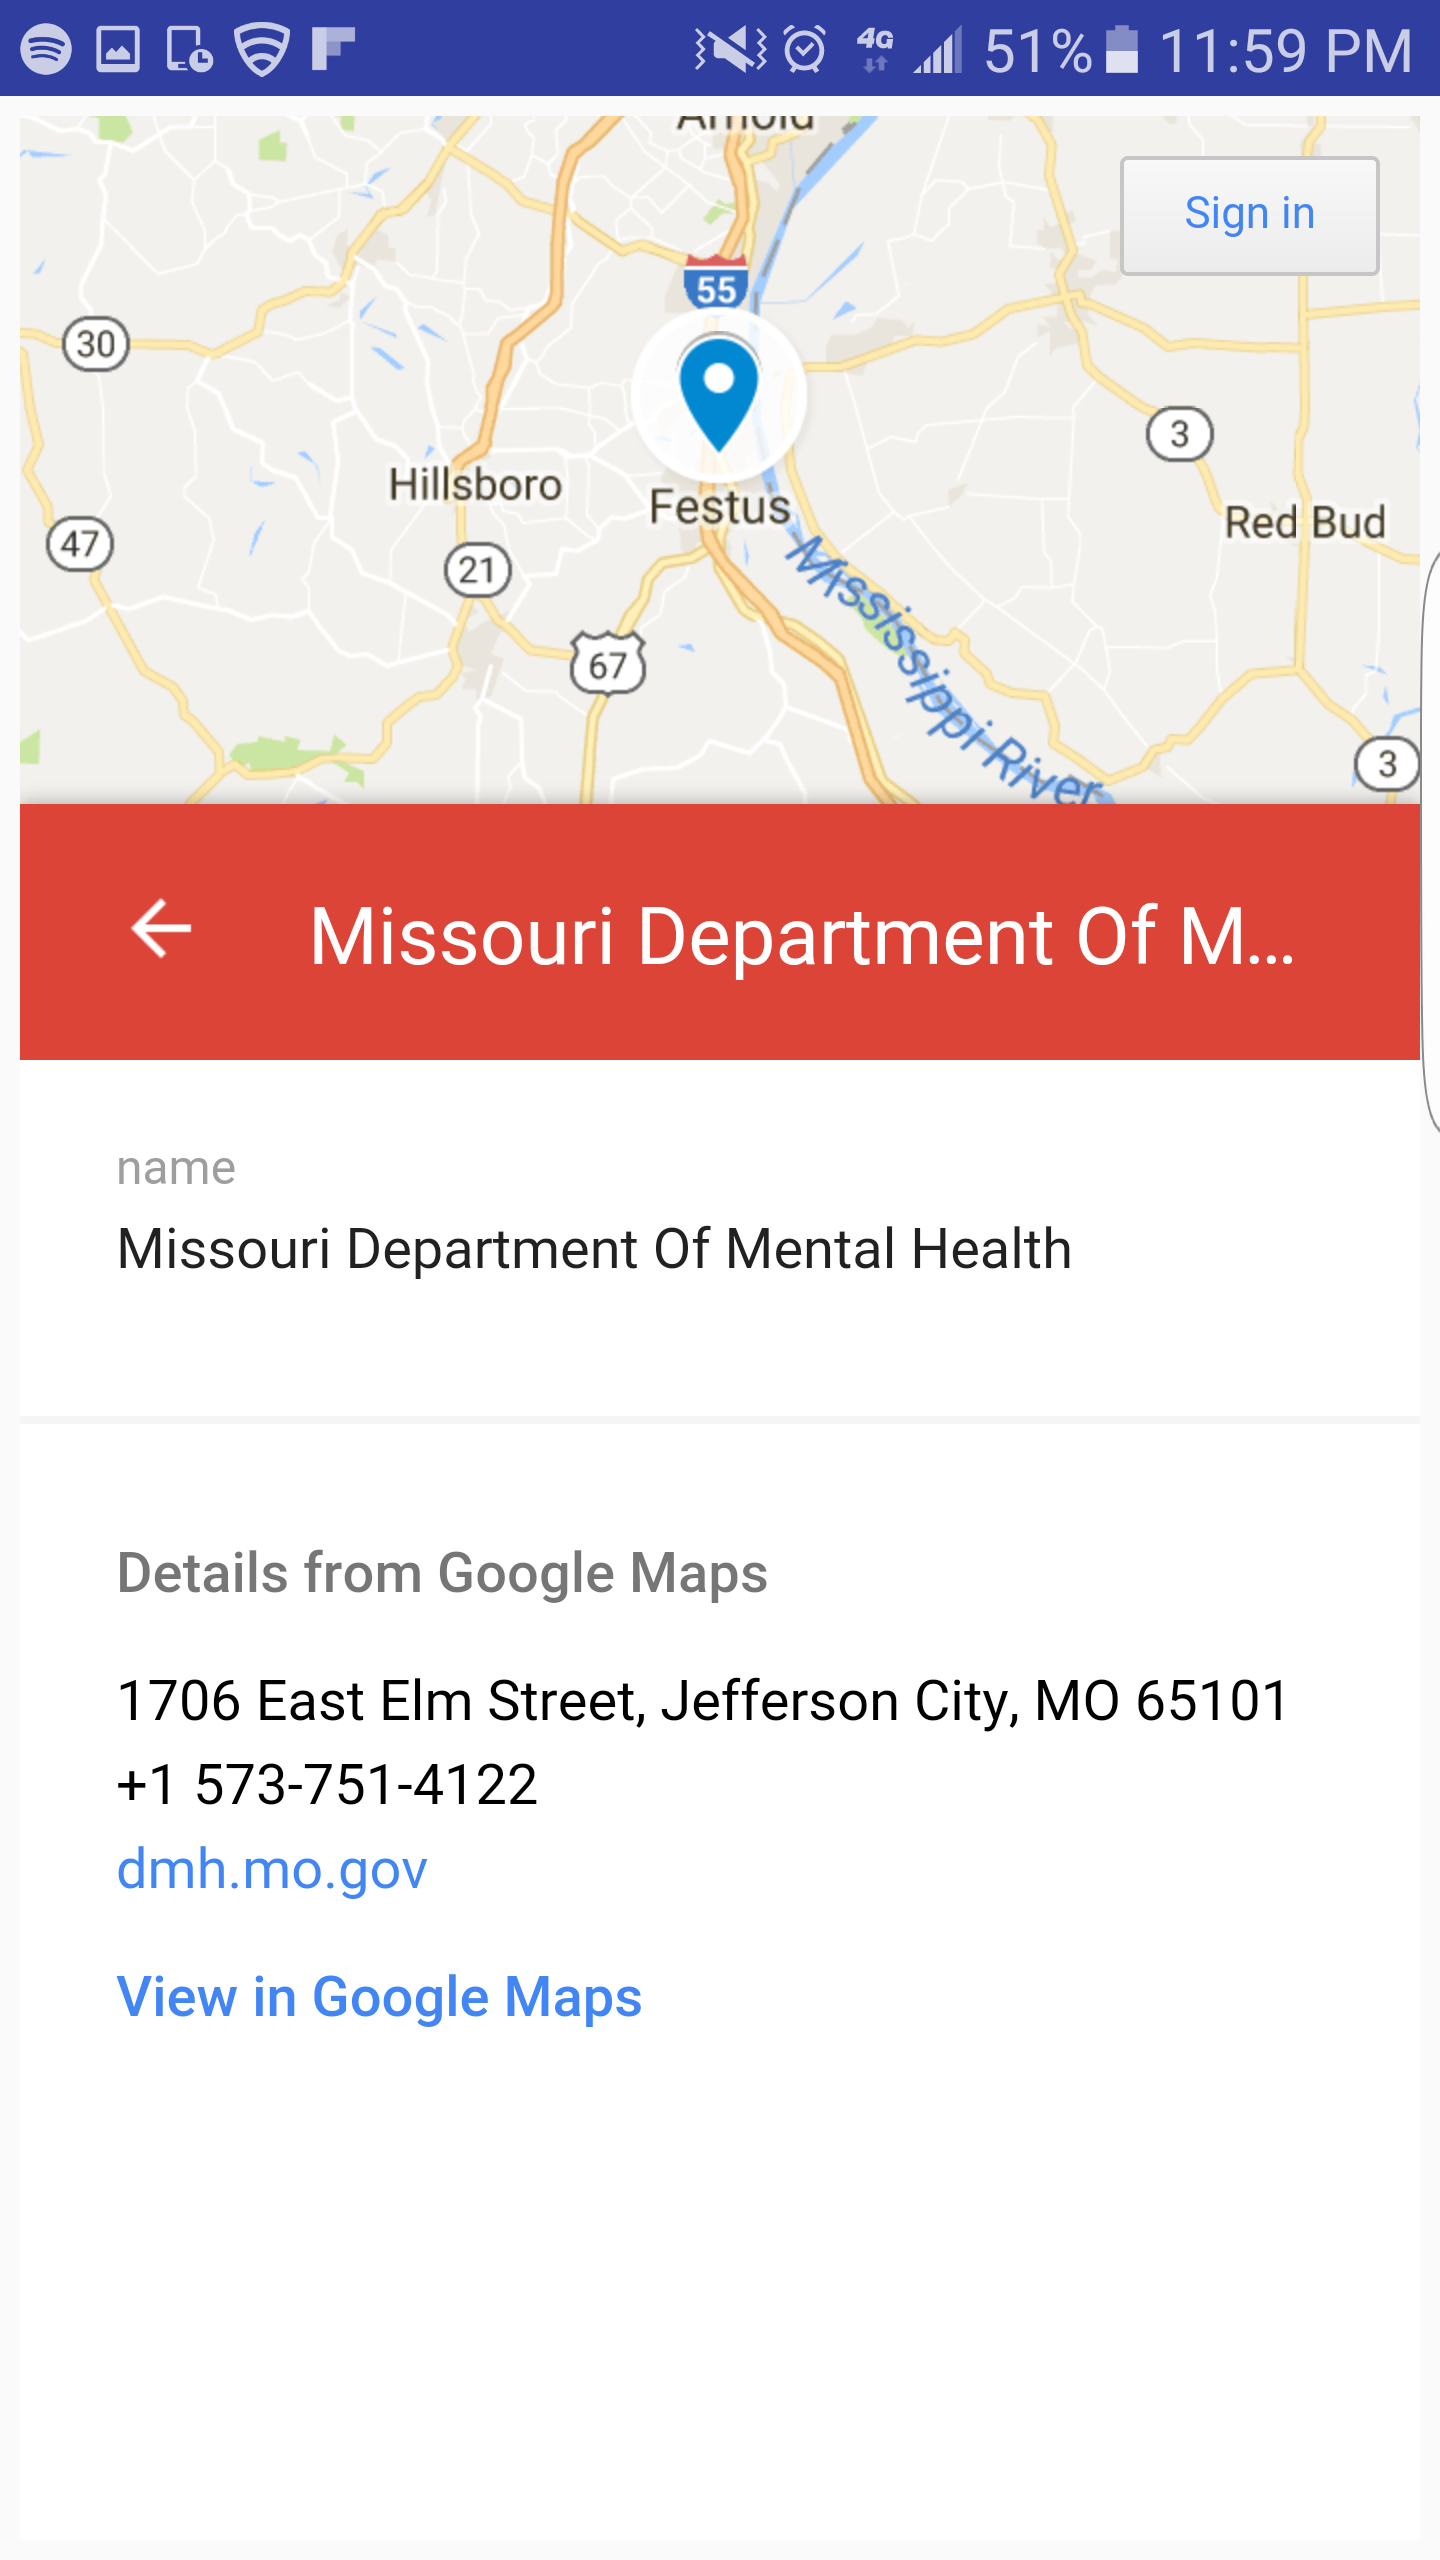 4G 51% 11:59 PM
Arnold
Sign in
55
30
3
Hillsboro
Festus
Red Bud
47
21
67
Mississippi River
3
Missouri Department Of M...
name
Missouri Department Of Mental Health
Details from Google Maps
1706 East Elm Street, Jefferson City, MO 65101
+1 573-751-4122
dmh.mo.gov
View in Google Maps